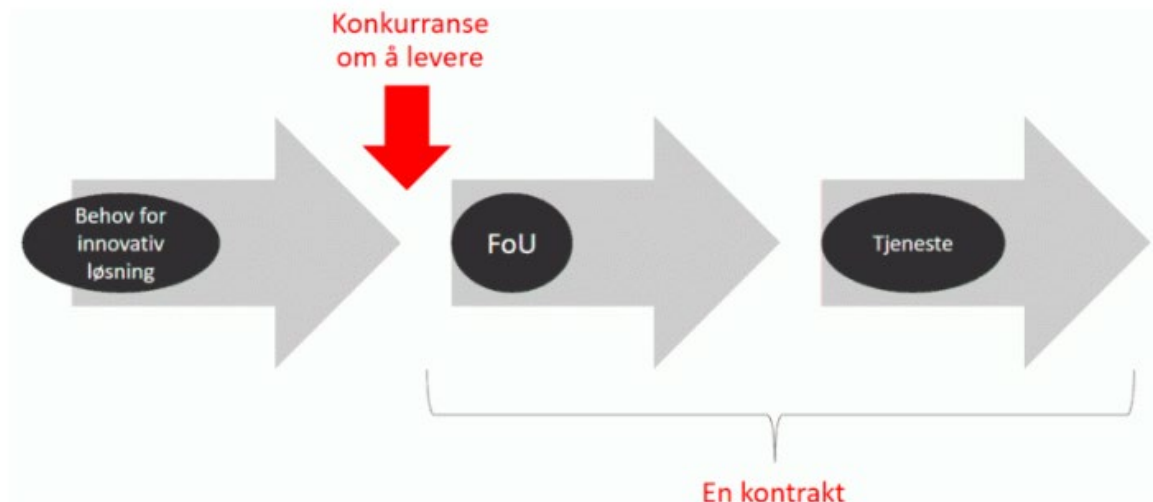 Konkurranse
om å levere
Behov for
innovativ
løsning
FoU
Tjeneste
En kontrakt